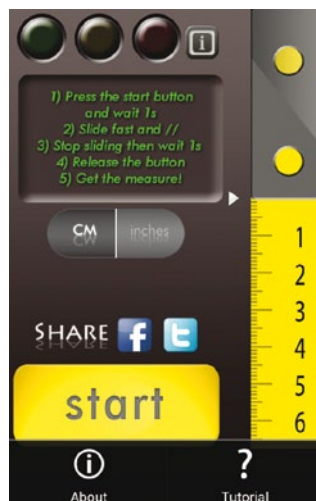 i
1) Press the start button
and wait 1s
2) Slide fast and //
3) Stop sliding then wait 1s
4) Release the button
5) Get the measure!
CM
inches
1
2
3
4
5
6
SHARE
f
t
start
i
?
About
Tutorial